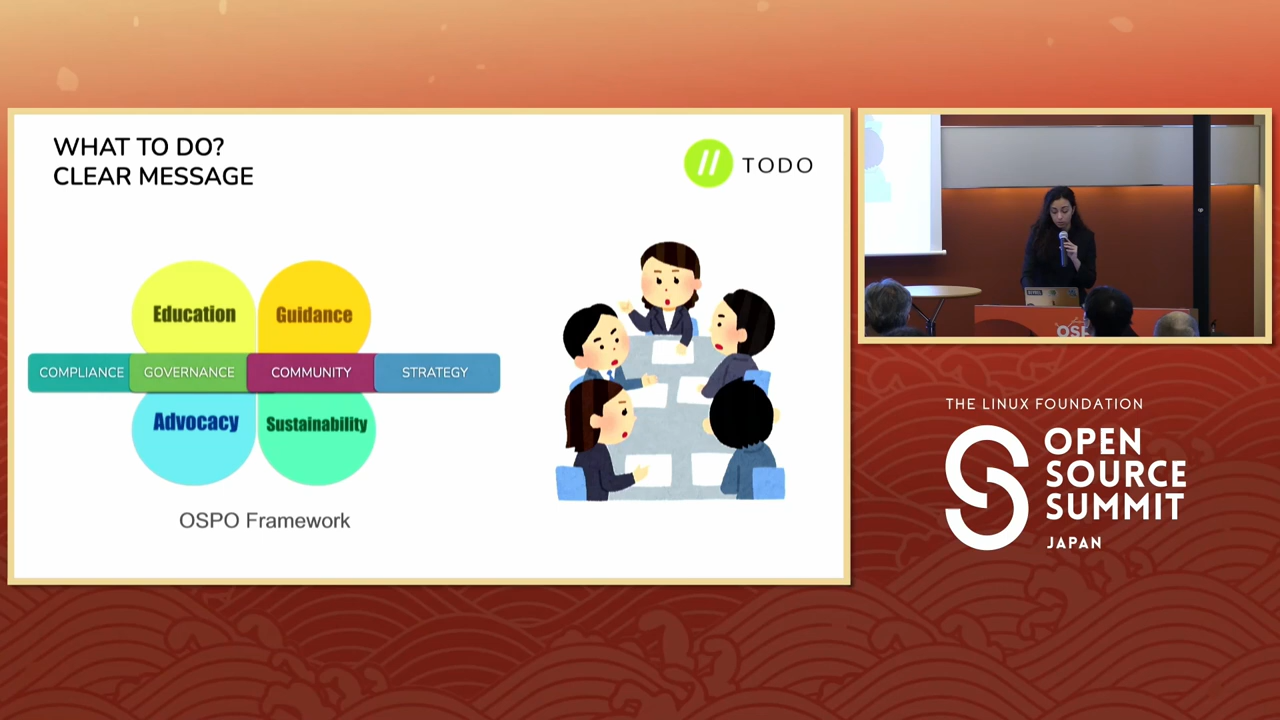 WHAT TO DO?
CLEAR MESSAGE
// TODO
Education
Guidance
COMPLIANCE
GOVERNANCE
COMMUNITY
STRATEGY
Advocacy
Sustainability
OSPO Framework
THE LINUX FOUNDATION
OPEN
SOURCE
SUMMIT
JAPAN